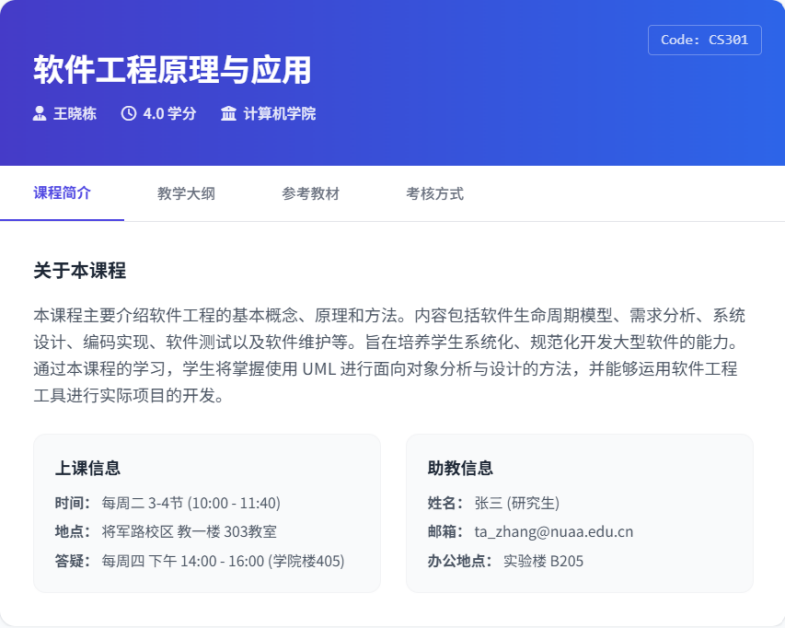 Code: CS301
软件工程原理与应用
王晓栋 4.0 学分 计算机学院
课程简介 教学大纲 参考教材 考核方式
关于本课程
本课程主要介绍软件工程的基本概念、原理和方法。内容包括软件生命周期模型、需求分析、系统
设计、编码实现、软件测试以及软件维护等。旨在培养学生系统化、规范化开发大型软件的能力。
通过本课程的学习，学生将掌握使用 UML 进行面向对象分析与设计的方法，并能够运用软件工程
工具进行实际项目的开发。
上课信息
时间： 每周二 3-4节 (10:00 - 11:40)
地点： 将军路校区 教一楼 303教室
答疑： 每周四 下午 14:00 - 16:00 (学院楼405)
助教信息
姓名： 张三 (研究生)
邮箱： ta_zhang@nuaa.edu.cn
办公地点： 实验楼 B205